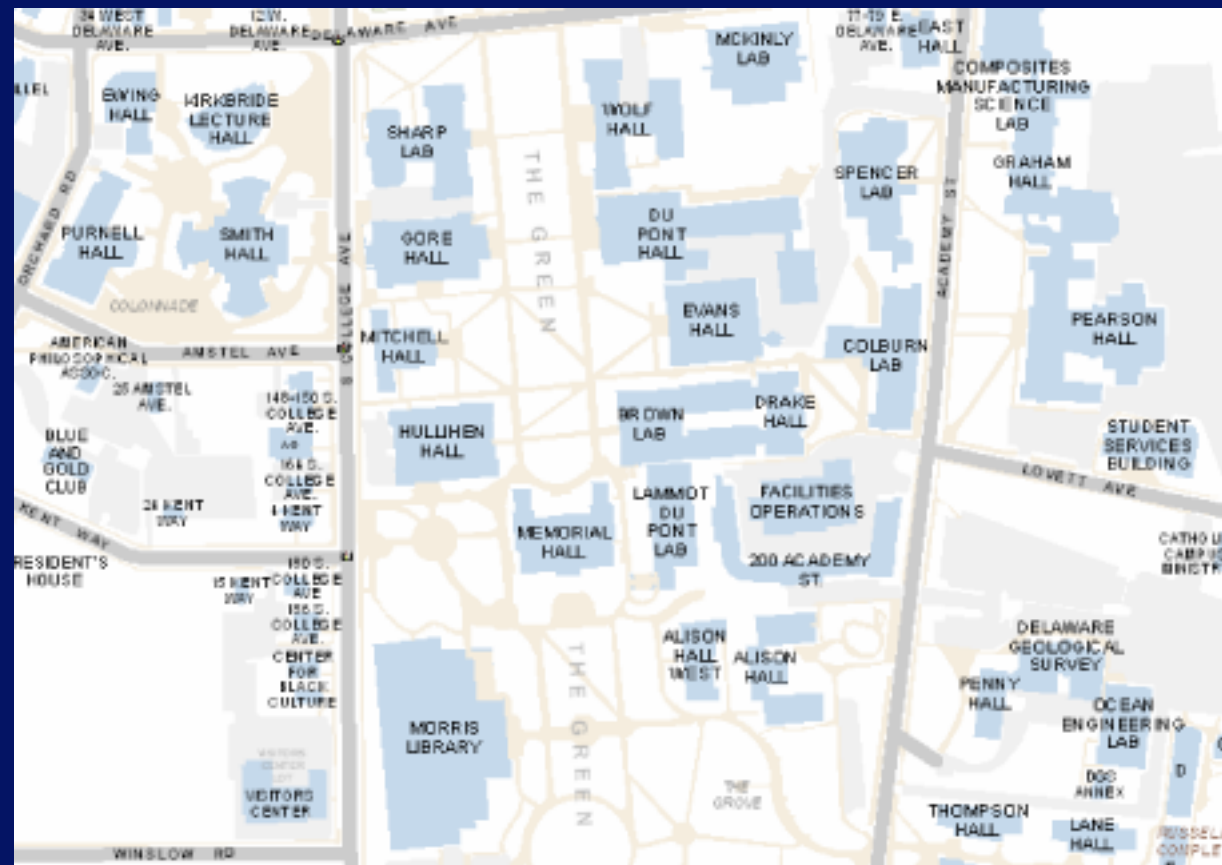 34 WEST
DELAWARE
AVE.
12 W.
DELAWARE
AVE.
DELAWARE AVE
MCKINLY
LAB
77-79 E.
DELAWARE
AVE.
EAST
HALL
COMPOSITES
MANUFACTURING
SCIENCE
LAB
EWING
HALL
KIRKBRIDE
LECTURE
HALL
SHARP
LAB
WOLF
HALL
THE GREEN
SPENCER
LAB
GRAHAM
HALL
ORCHARD RD
PURNELL
HALL
SMITH
HALL
S COLLEGE AVE
GORE
HALL
DU
PONT
HALL
ACADEMY ST
COLONNADE
EVANS
HALL
PEARSON
HALL
AMERICAN
PHILOSOPHICAL
ASSOC.
AMSTEL AVE
MITCHELL
HALL
COLBURN
LAB
25 AMSTEL
AVE.
148-150 S.
COLLEGE
AVE.
BROWN
LAB
DRAKE
HALL
BLUE
AND
GOLD
CLUB
HULLIHEN
HALL
STUDENT
SERVICES
BUILDING
164 S.
COLLEGE
AVE.
LOVETT AVE
KENT WAY
KENT
WAY
KENT
WAY
LAMMOT
DU
PONT
LAB
FACILITIES
OPERATIONS
MEMORIAL
HALL
200 ACADEMY
ST
RESIDENT'S
HOUSE
15 KENT
WAY
180 S.
COLLEGE
AVE
COLLEGE
AVE.
CENTER
FOR
BLACK
CULTURE
ALISON
HALL
WEST
ALISON
HALL
DELAWARE
GEOLOGICAL
SURVEY
PENNY
HALL
OCEAN
ENGINEERING
LAB
MORRIS
LIBRARY
THE GREEN
VISITORS
CENTER
LOT
VISITORS
CENTER
THE
GROVE
DGS
ANNEX
D
THOMPSON
HALL
LANE
HALL
WINSLOW RD